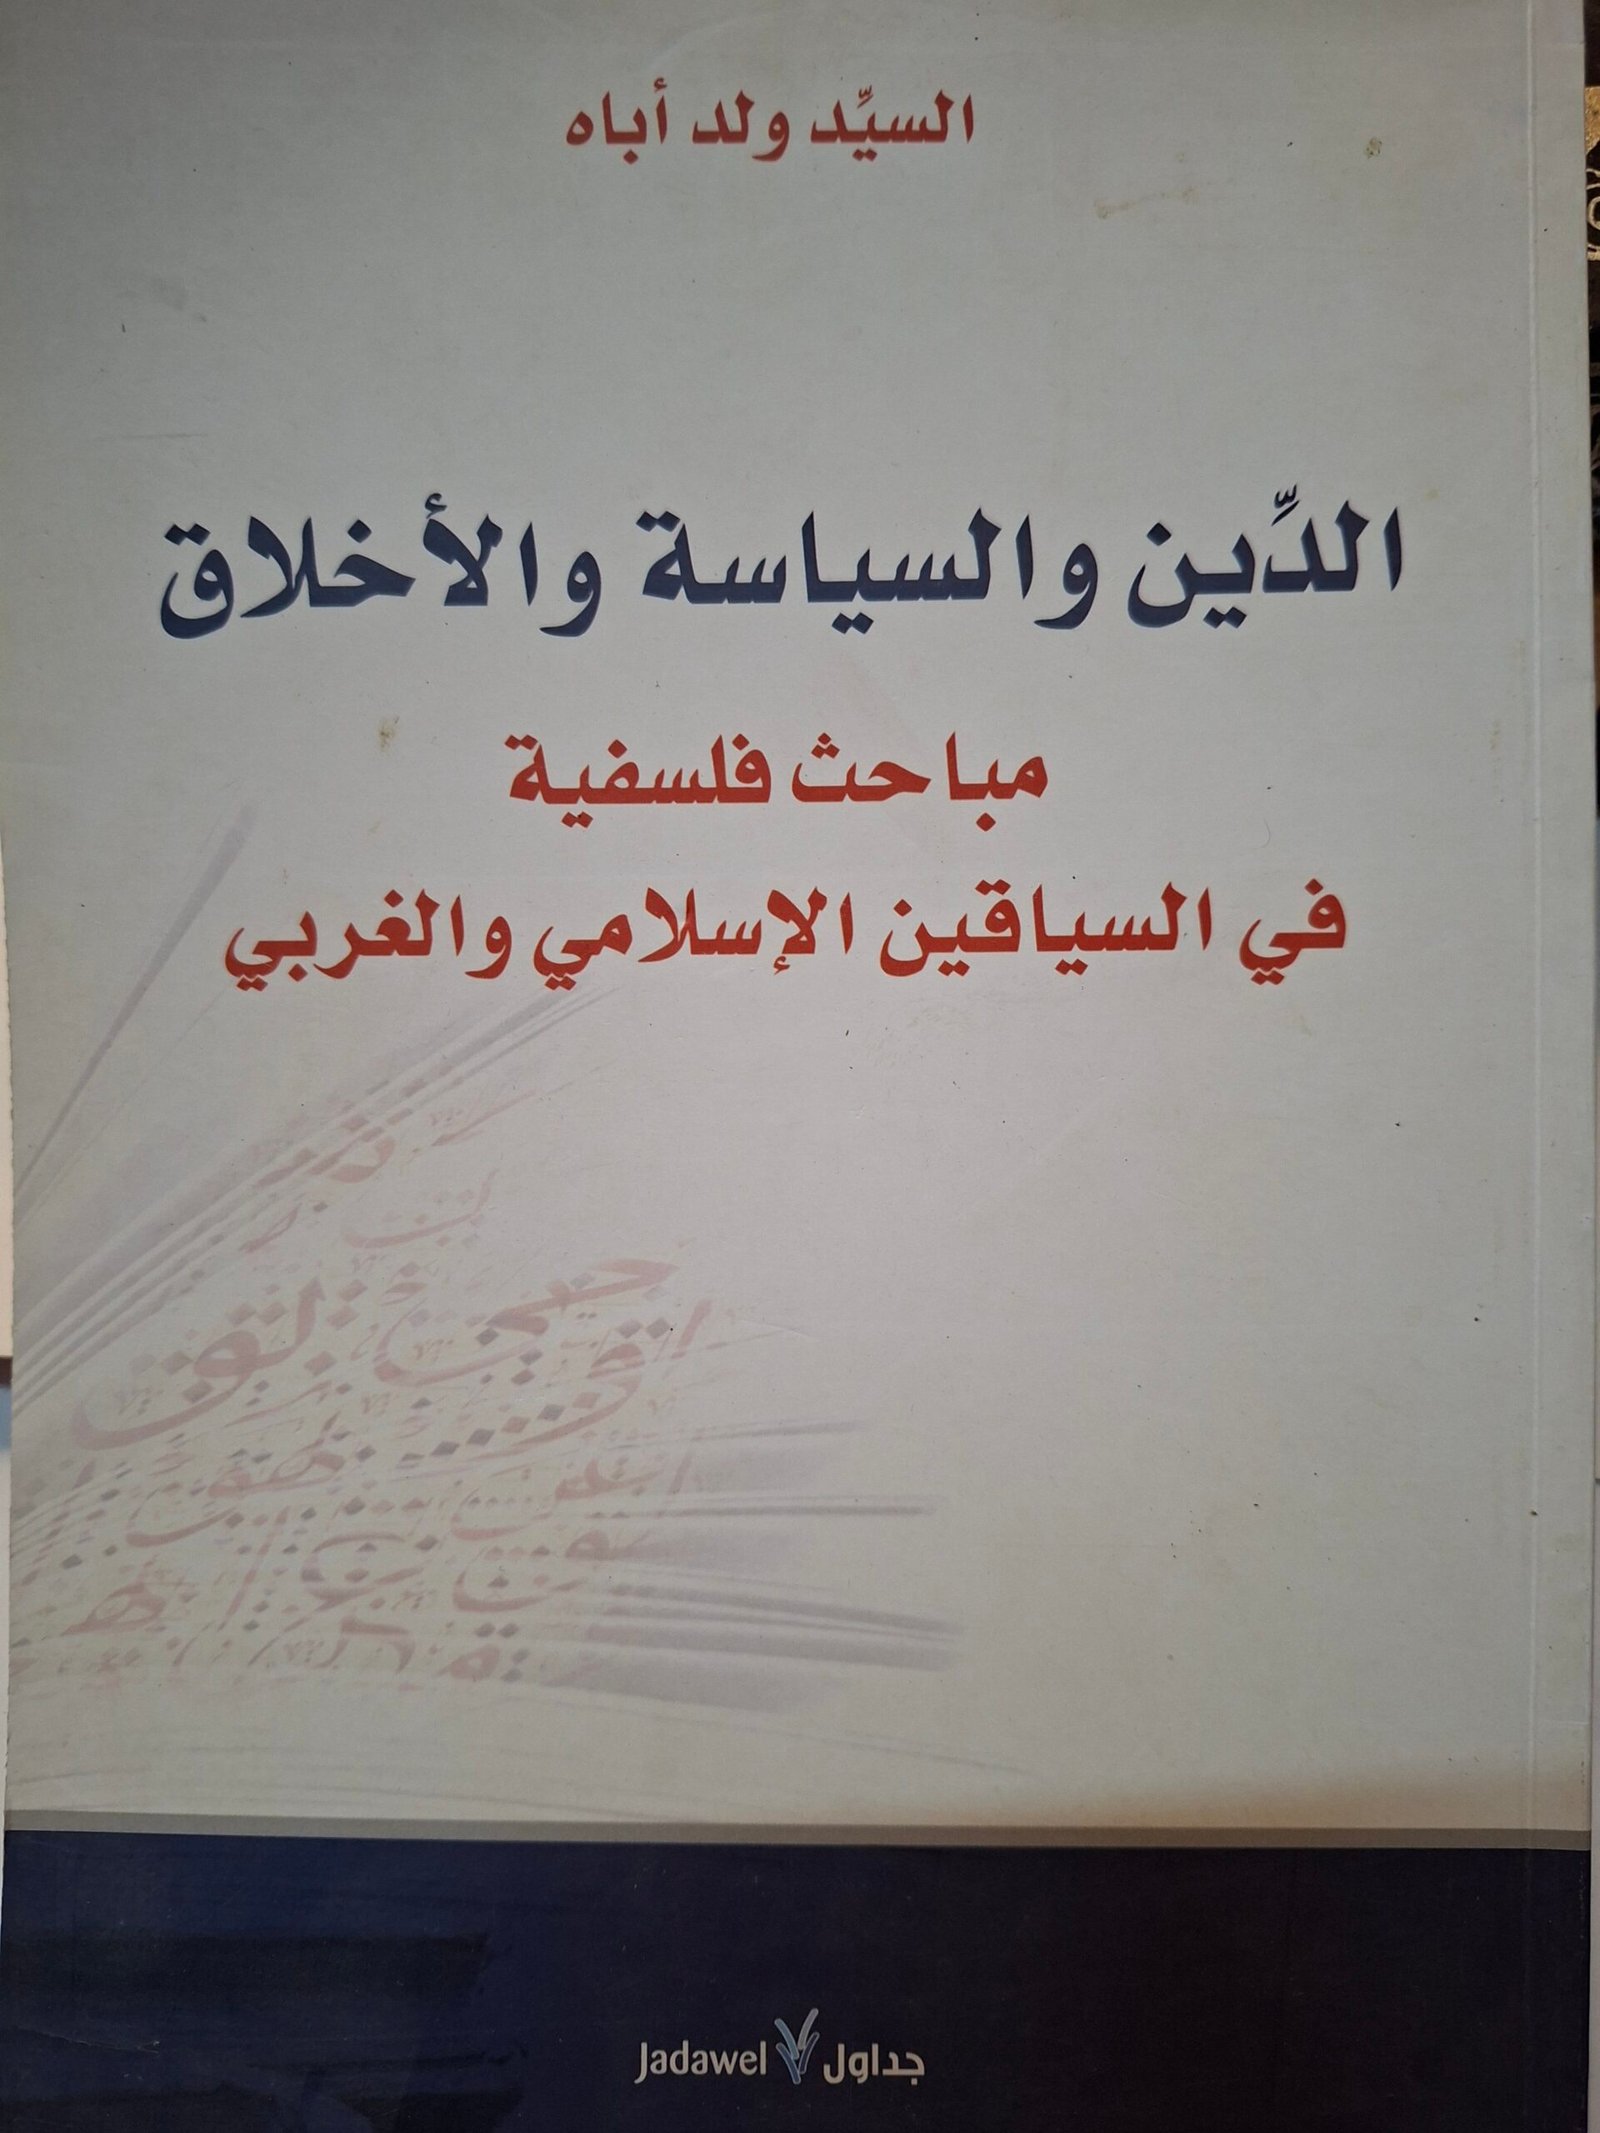 السيِّد ولد أباه
الدِّين والسياسة والأخلاق
مباحث فلسفية
في السياقين الإسلامي والغربي
Jadawel جداول